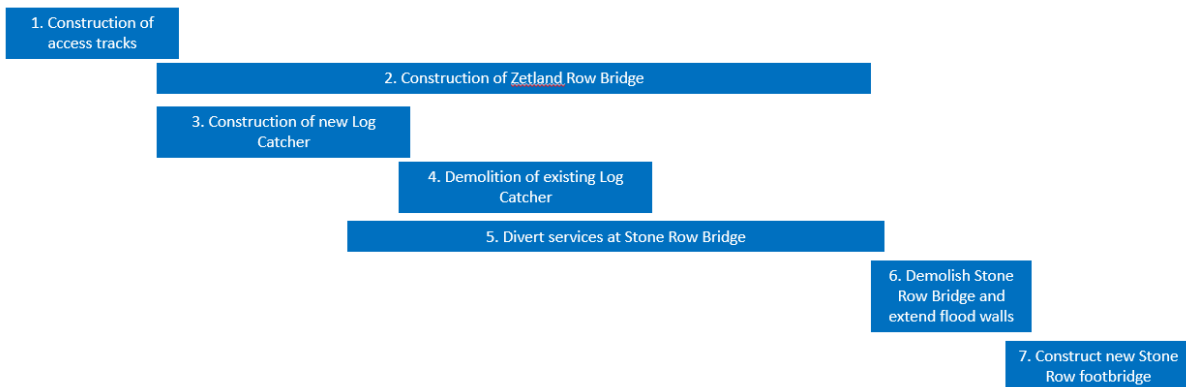 1. Construction of
access tracks
2. Construction of Zetland Row Bridge
3. Construction of new Log
Catcher
4. Demolition of existing Log
Catcher
5. Divert services at Stone Row Bridge
6. Demolish Stone
Row Bridge and
extend flood walls
7. Construct new Stone
Row footbridge